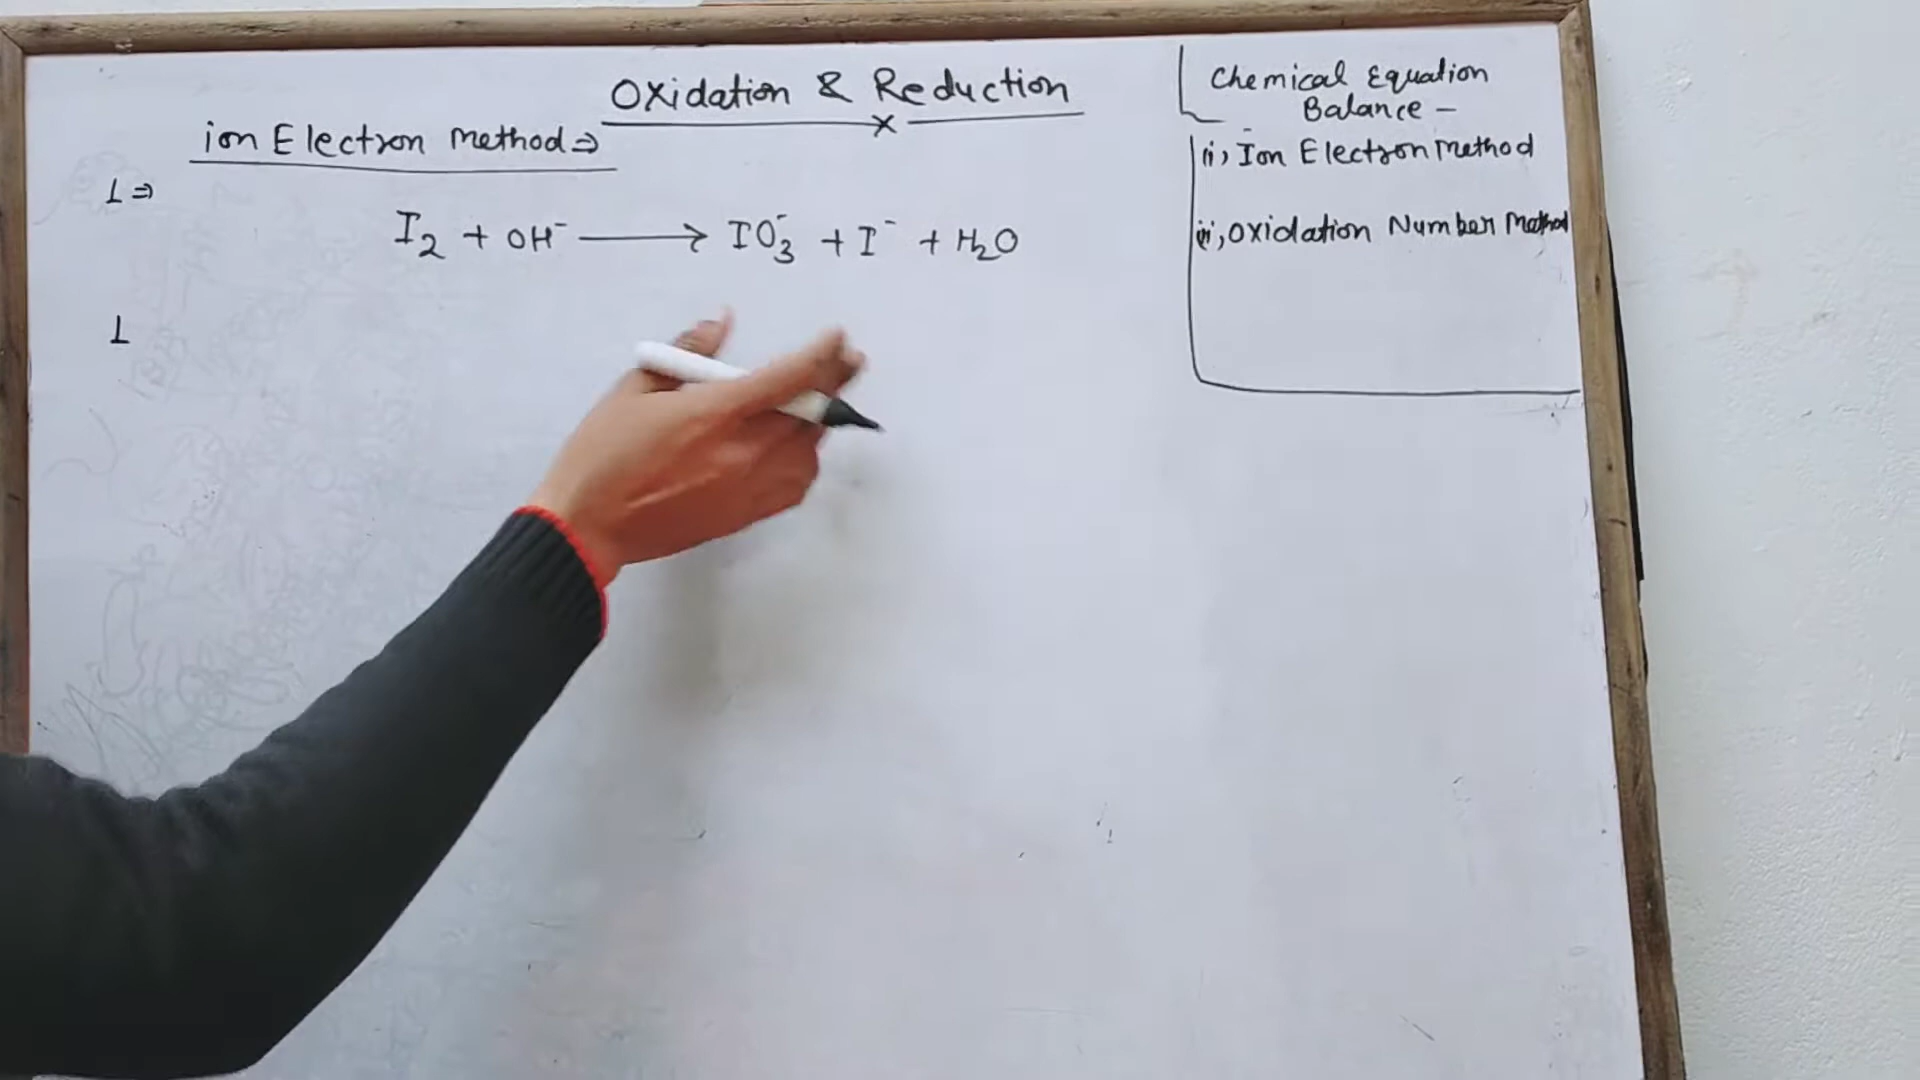 Oxidation & Reduction
ion Electron method ⇒
1 ⇒
I₂ + OH⁻ ⟶ IO₃⁻ + I⁻ + H₂O
1
Chemical Equation
Balance –
(i), Ion Electron Method
(ii), Oxidation Number Method